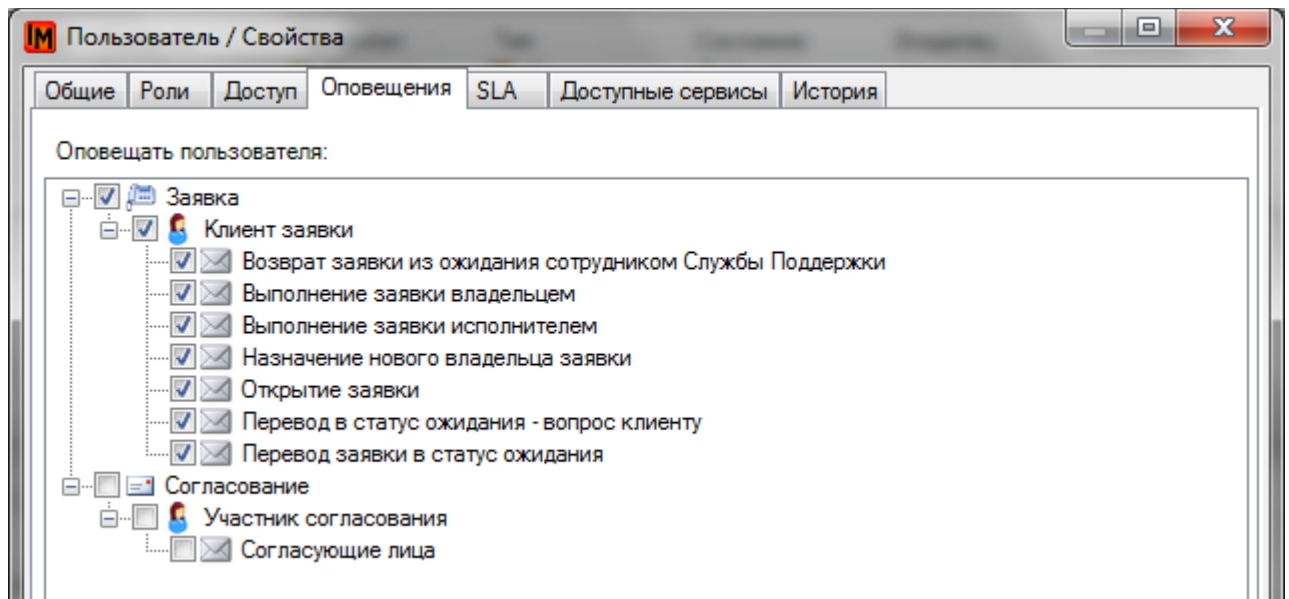 IM Пользователь / Свойства
Общие Роли Доступ Оповещения SLA Доступные сервисы История
Оповещать пользователя:
Заявка
Клиент заявки
Возврат заявки из ожидания сотрудником Службы Поддержки
Выполнение заявки владельцем
Выполнение заявки исполнителем
Назначение нового владельца заявки
Открытие заявки
Перевод в статус ожидания - вопрос клиенту
Перевод заявки в статус ожидания
Согласование
Участник согласования
Согласующие лица